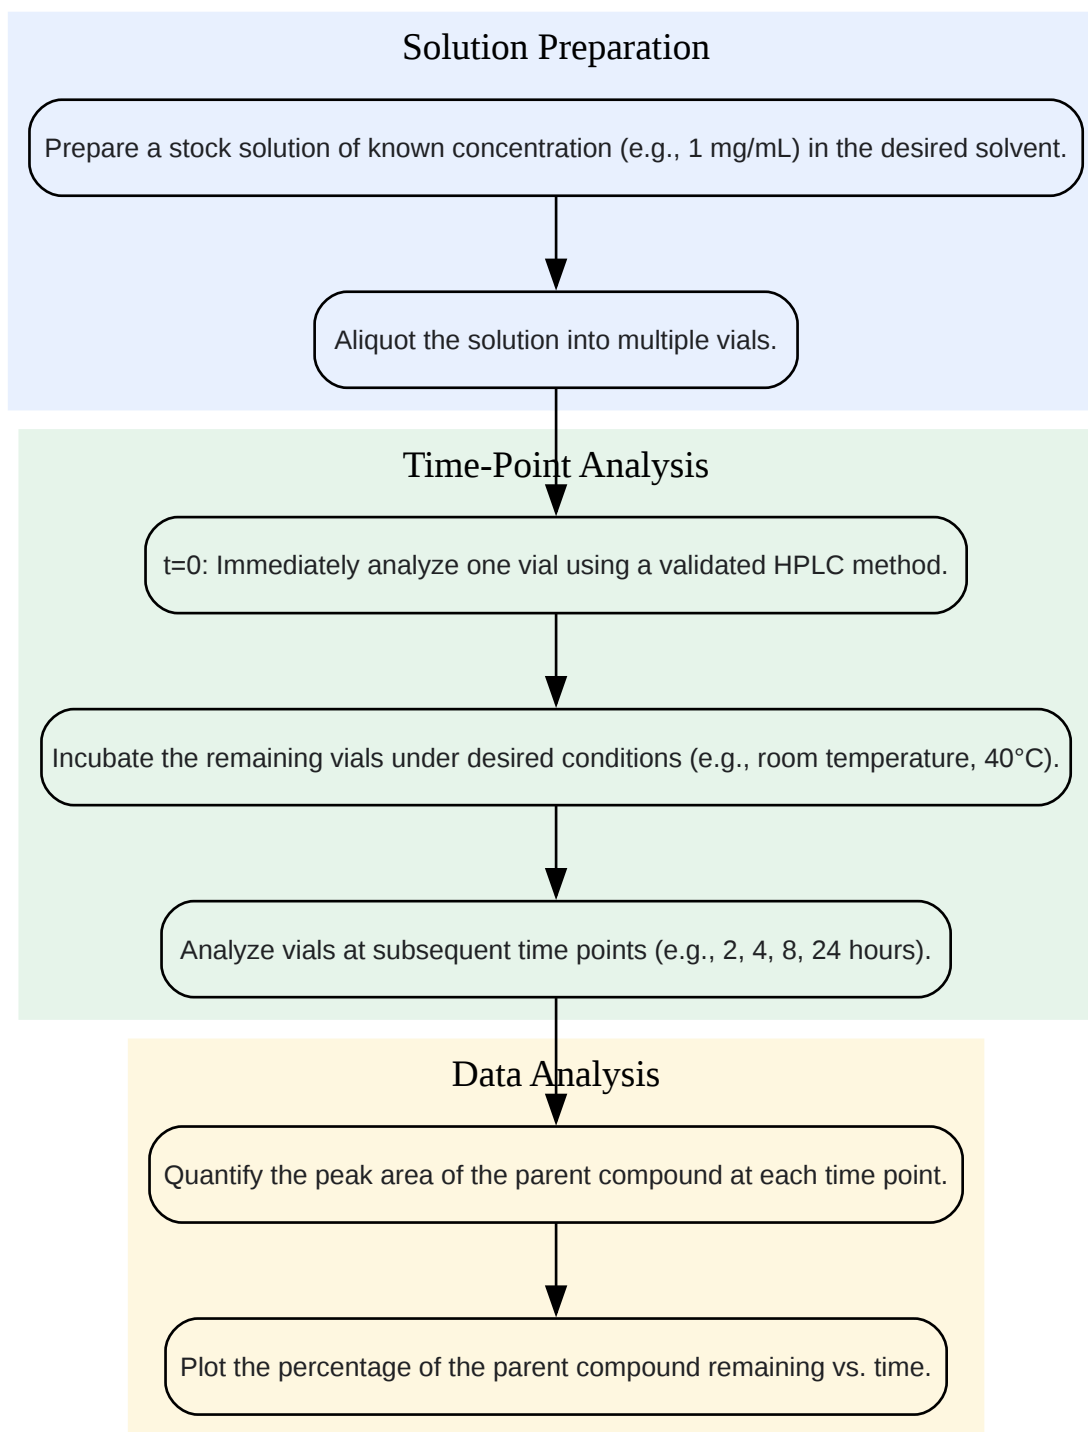 Solution Preparation
Prepare a stock solution of known concentration (e.g., 1 mg/mL) in the desired solvent.
Aliquot the solution into multiple vials.
Time-Point Analysis
t=0: Immediately analyze one vial using a validated HPLC method.
Incubate the remaining vials under desired conditions (e.g., room temperature, 40°C).
Analyze vials at subsequent time points (e.g., 2, 4, 8, 24 hours).
Data Analysis
Quantify the peak area of the parent compound at each time point.
Plot the percentage of the parent compound remaining vs. time.